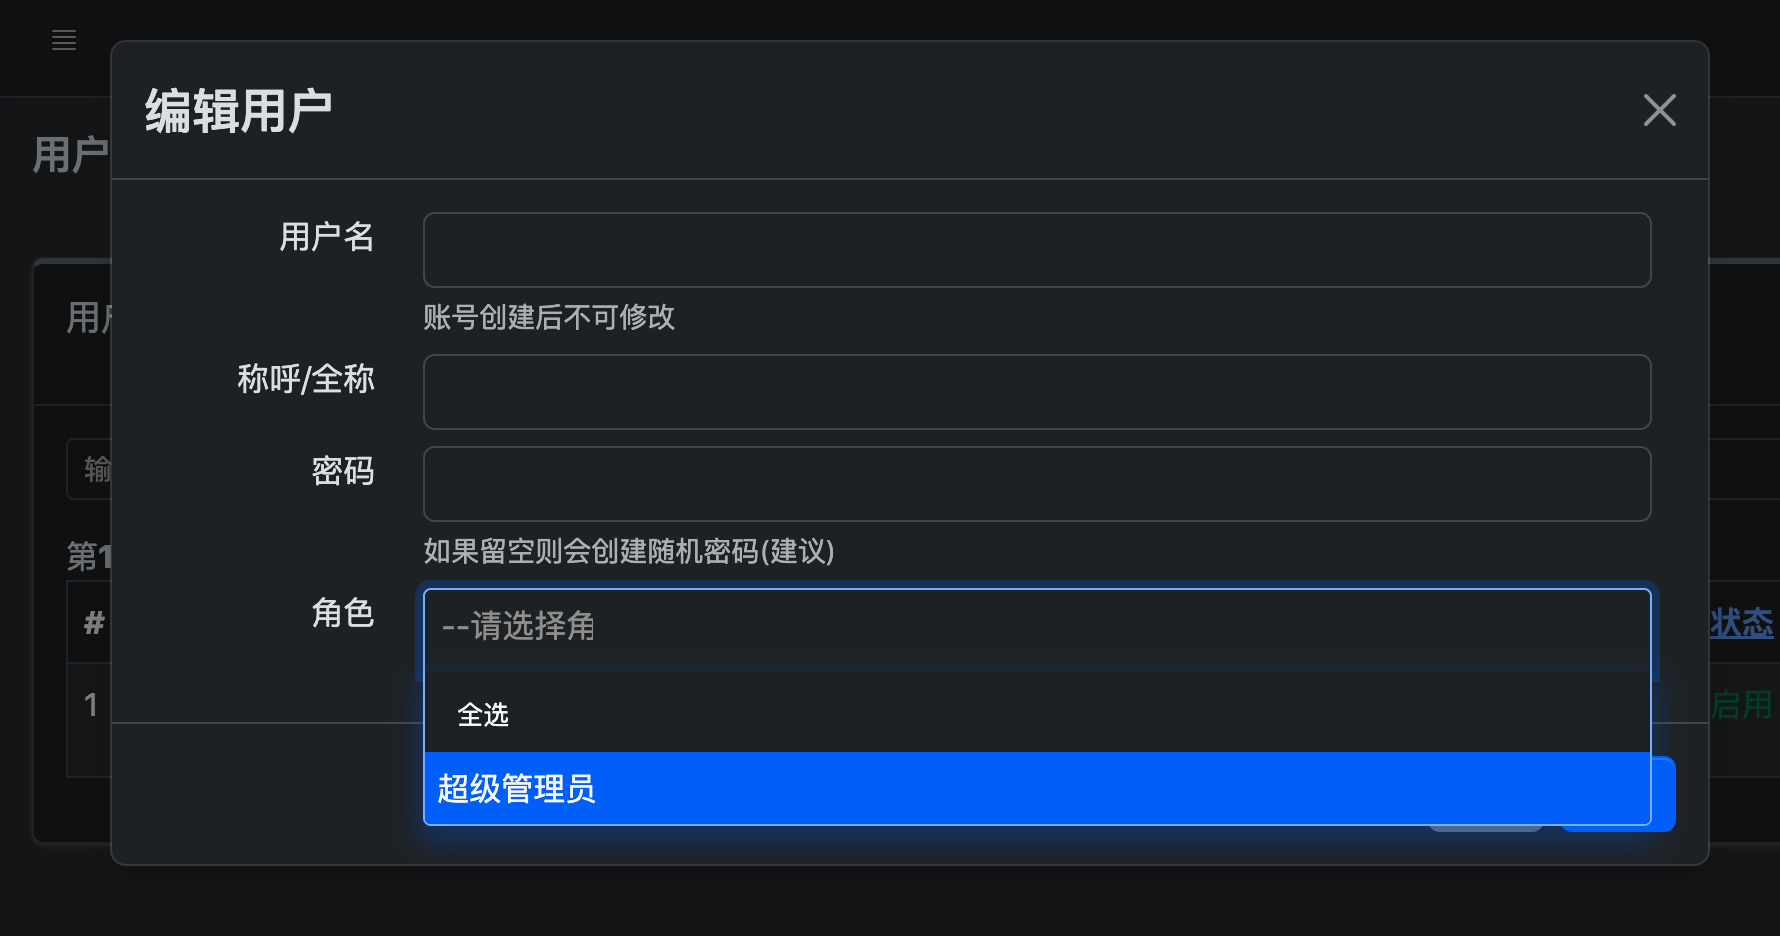 编辑用户
用户
用户名
账号创建后不可修改
用户
称呼/全称
密码
输
如果留空则会创建随机密码(建议)
第1
角色
--请选择角
#
状态
全选
1
启用
超级管理员